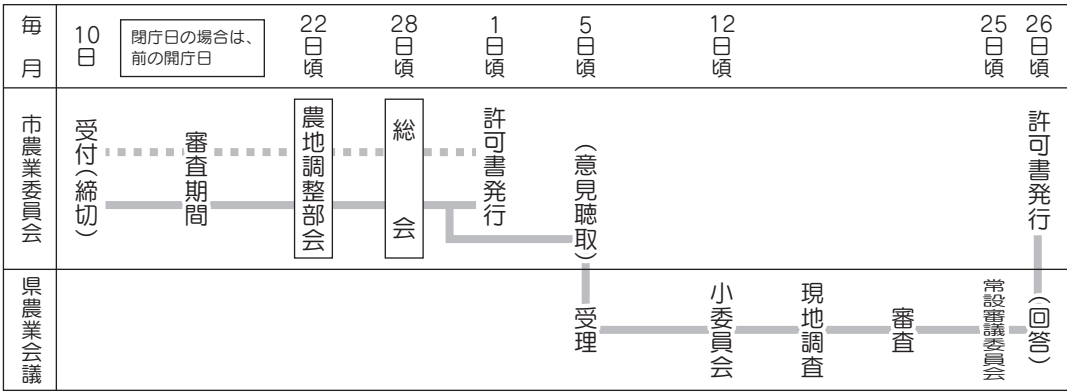 毎月
10日
閉庁日の場合は、
前の開庁日
22日頃
28日頃
1日頃
5日頃
12日頃
25日頃
26日頃
市農業委員会
受付(締切)
審査期間
農地調整部会
総会
許可書発行
(意見聴取)
許可書発行
県農業会議
受理
小委員会
現地調査
審査
常設審議委員会
(回答)